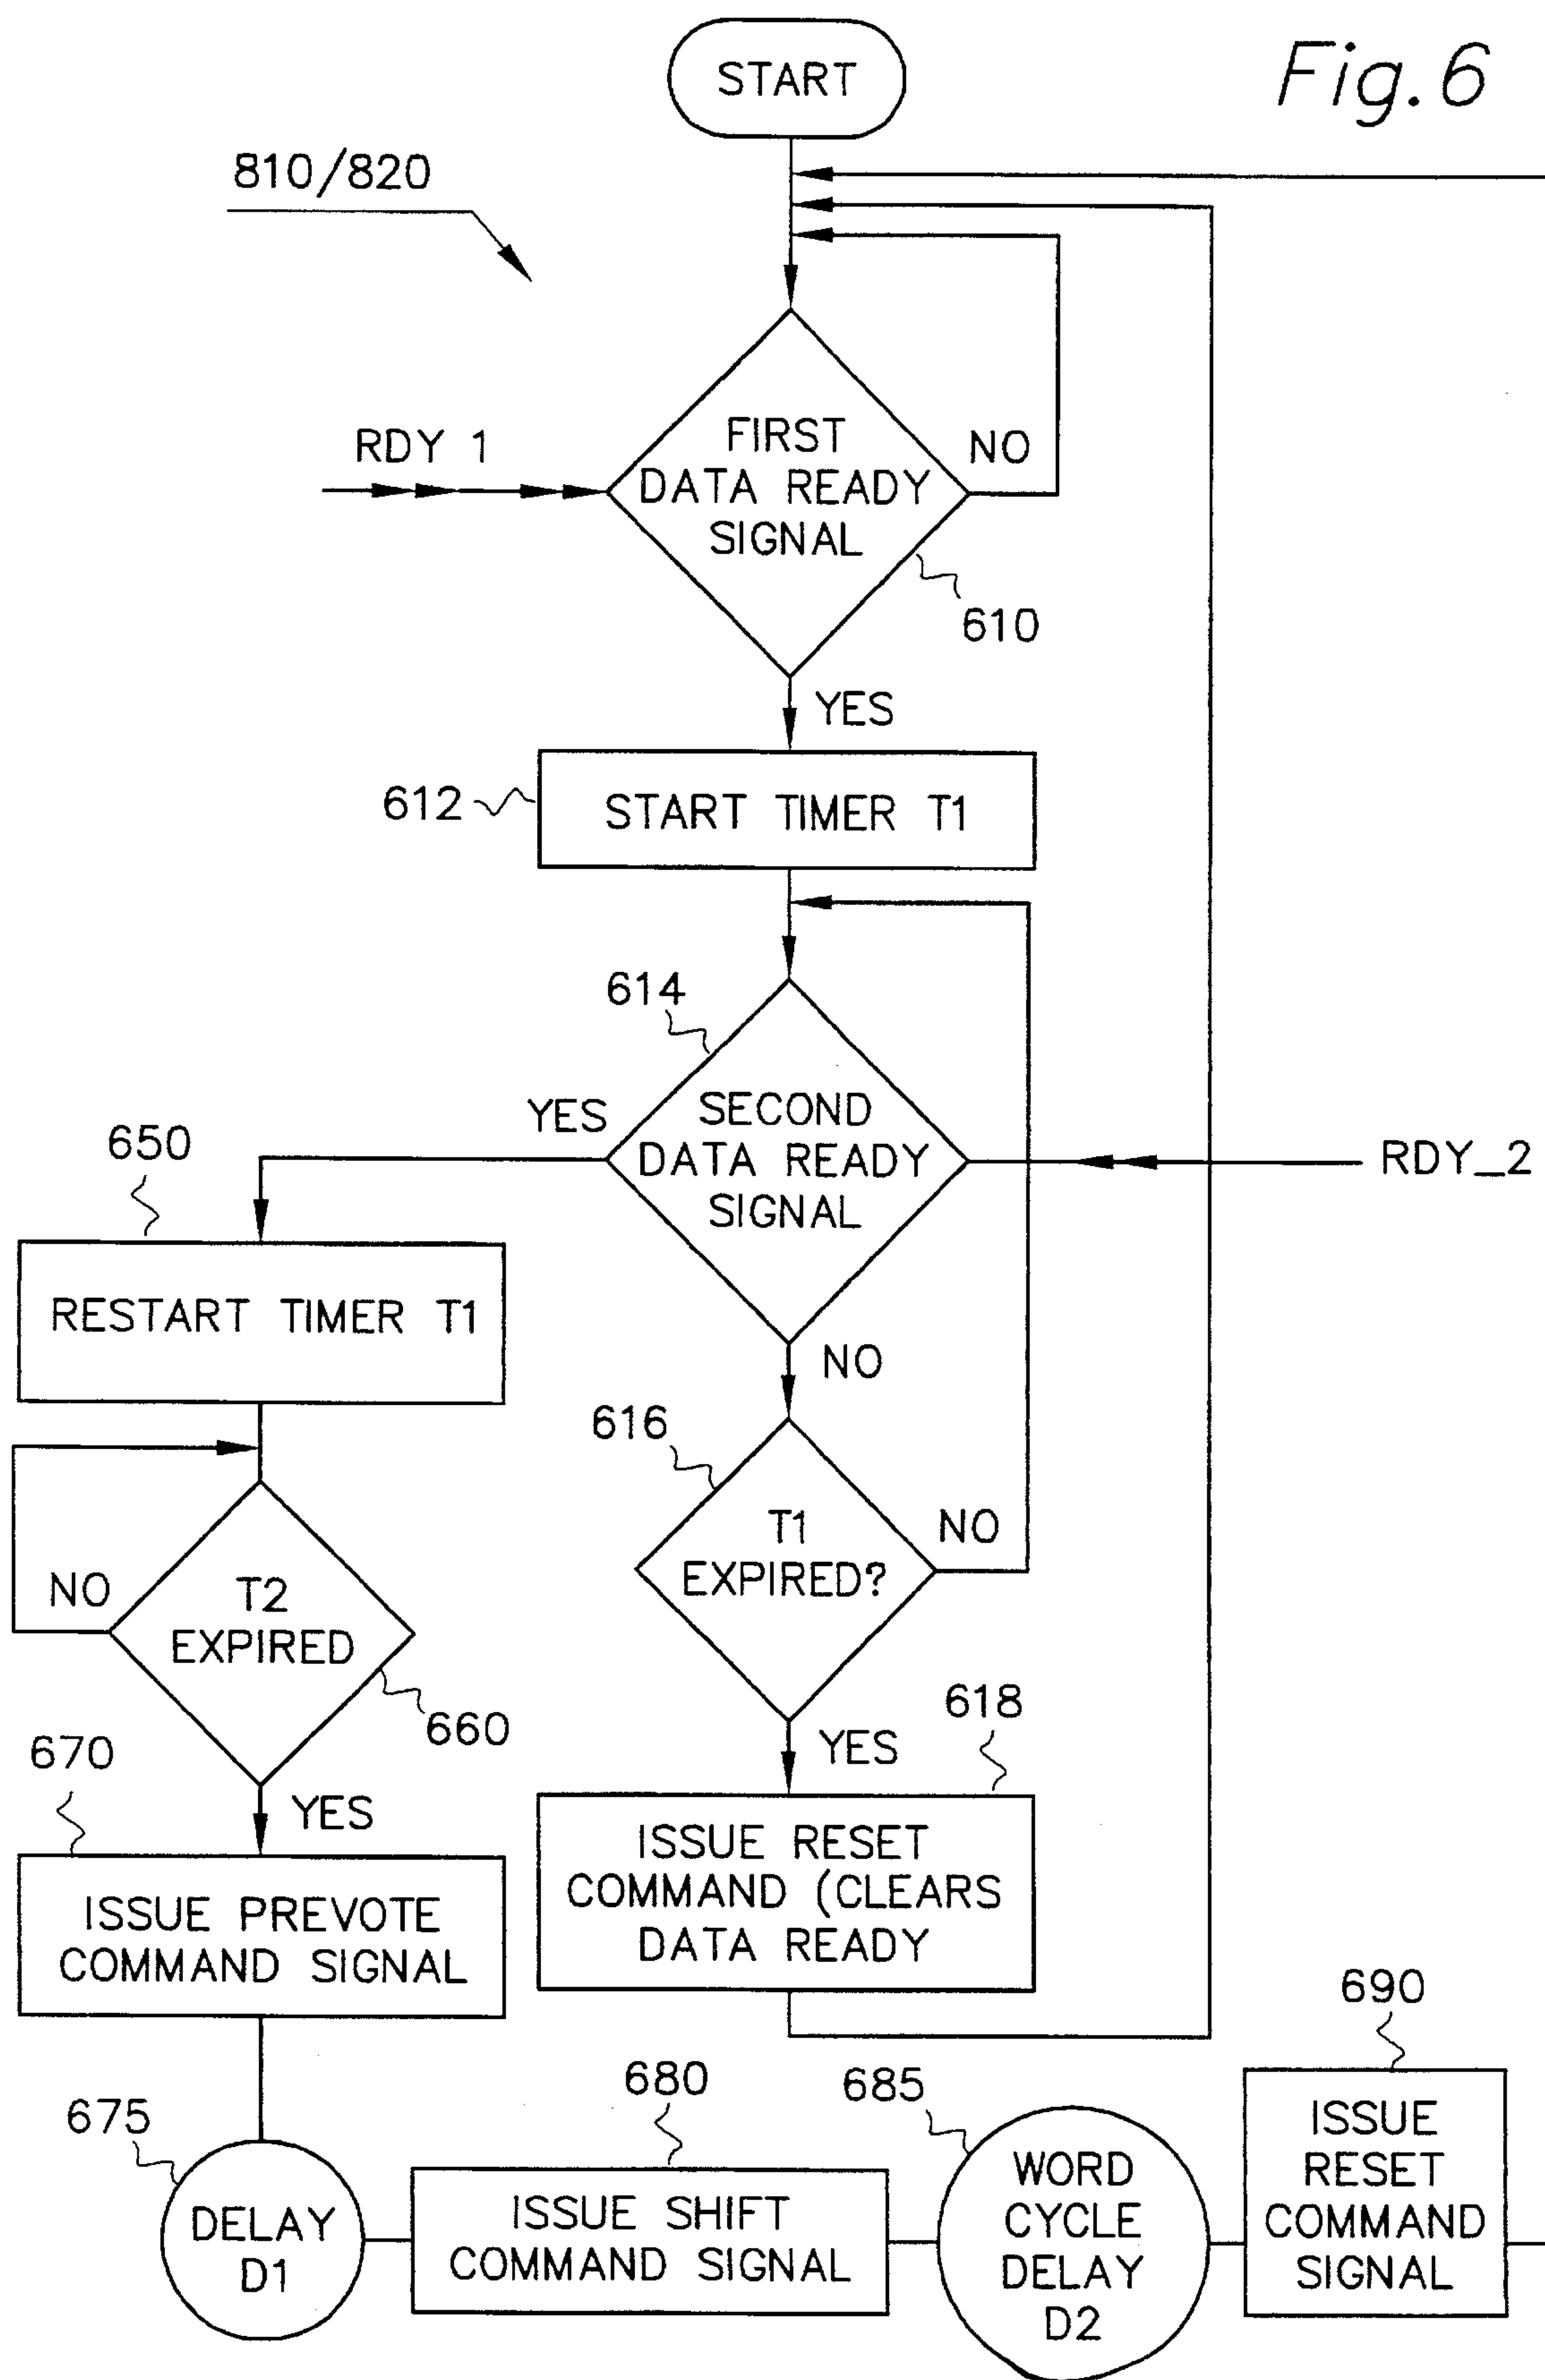 START
Fig. 6
810/820
RDY 1
FIRST
DATA READY
SIGNAL
NO
610
YES
612
START TIMER T1
614
YES
SECOND
DATA READY
SIGNAL
RDY_2
650
RESTART TIMER T1
NO
616
T1
EXPIRED?
NO
NO
T2
EXPIRED
660
YES
618
670
YES
ISSUE PREVOTE
COMMAND SIGNAL
ISSUE RESET
COMMAND (CLEARS
DATA READY
690
675
680
685
DELAY
D1
ISSUE SHIFT
COMMAND SIGNAL
WORD
CYCLE
DELAY
D2
ISSUE
RESET
COMMAND
SIGNAL